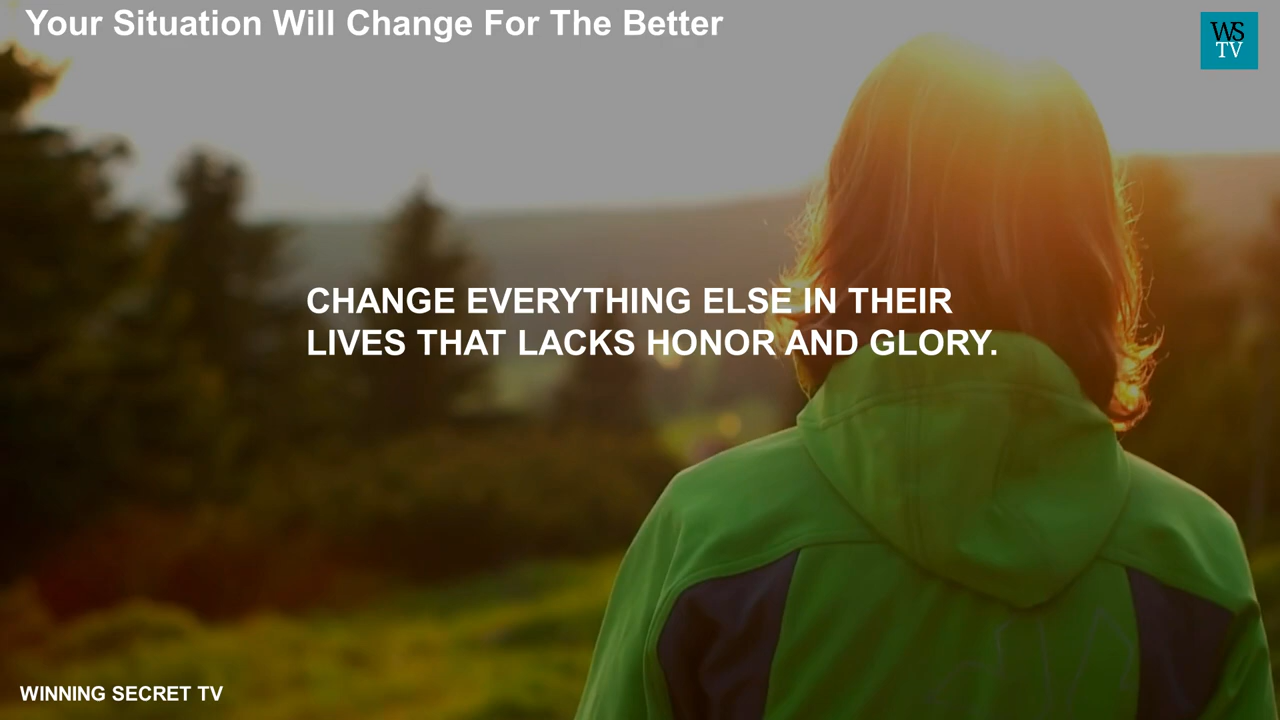 Your Situation Will Change For The Better
WS
TV
CHANGE EVERYTHING ELSE IN THEIR
LIVES THAT LACKS HONOR AND GLORY.
WINNING SECRET TV